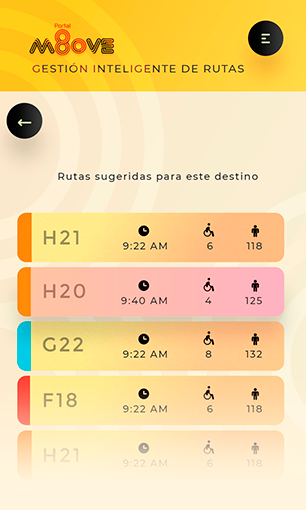 Portal
M8OOVE
GESTIÓN INTELIGENTE DE RUTAS
Rutas sugeridas para este destino
H21 9:22 AM 6 118
H20 9:40 AM 4 125
G22 9:22 AM 8 132
F18 9:22 AM 6 118
H21 9:22 AM 6 118